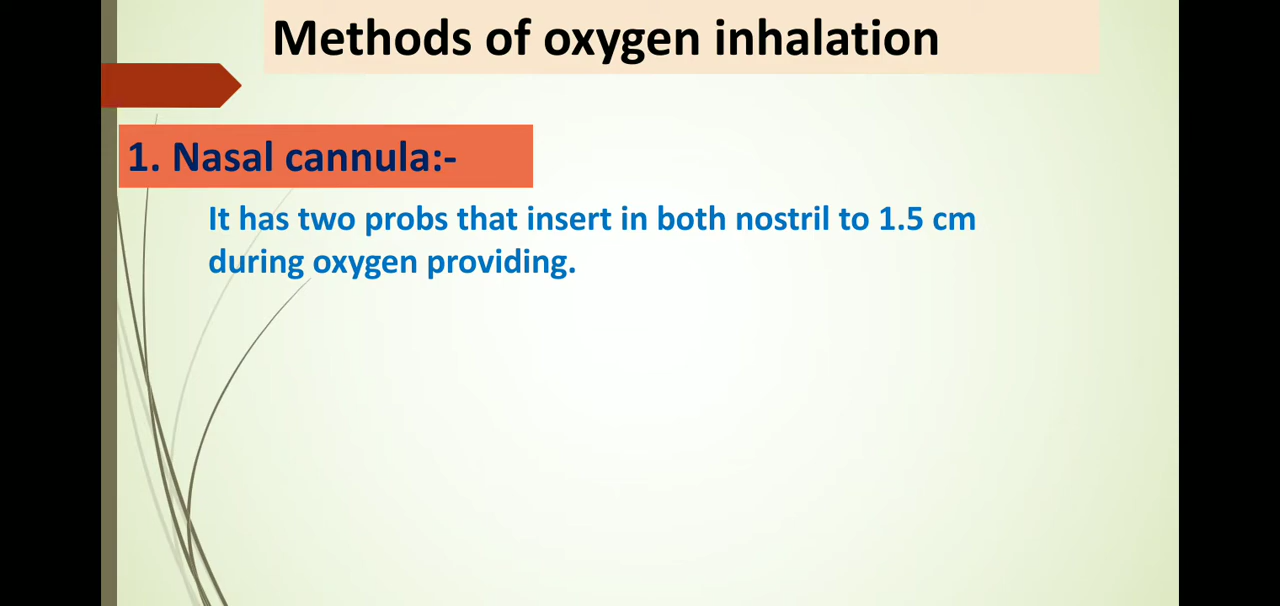 Methods of oxygen inhalation
1. Nasal cannula:-
It has two probs that insert in both nostril to 1.5 cm
during oxygen providing.